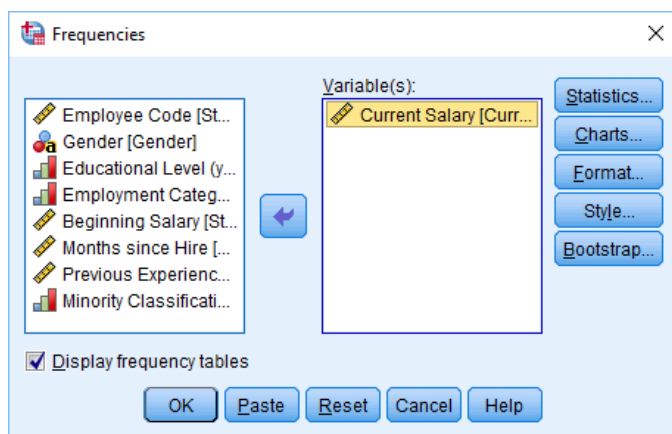 Frequencies
Variable(s):
Employee Code [St...
Gender [Gender]
Educational Level (y...
Employment Categ...
Beginning Salary [St...
Months since Hire [...
Previous Experienc...
Minority Classificati...
Current Salary [Curr...
Statistics...
Charts...
Format...
Style...
Bootstrap...
Display frequency tables
OK Paste Reset Cancel Help